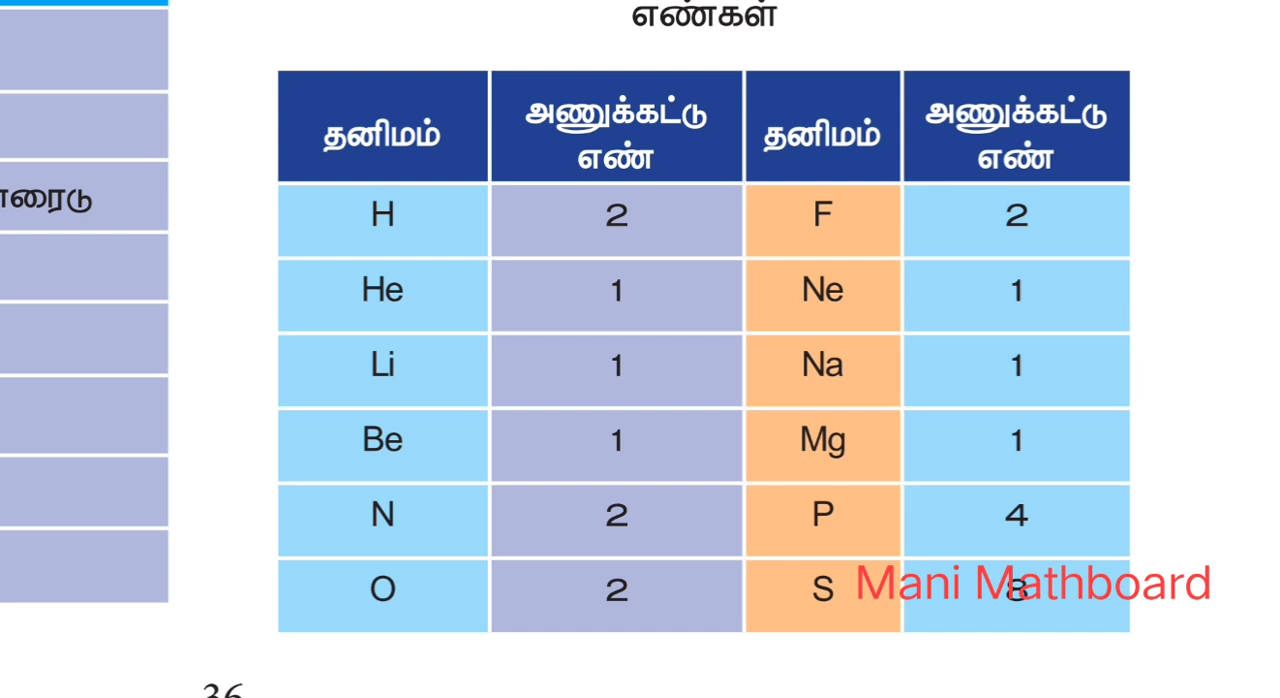 எண்கள்
தனிமம் அணுக்கட்டு எண் தனிமம் அணுக்கட்டு எண்
H 2 F 2
He 1 Ne 1
Li 1 Na 1
ாரைடு
Be 1 Mg 1
N 2 P 4
O 2 S 8
Mani Mathboard
36